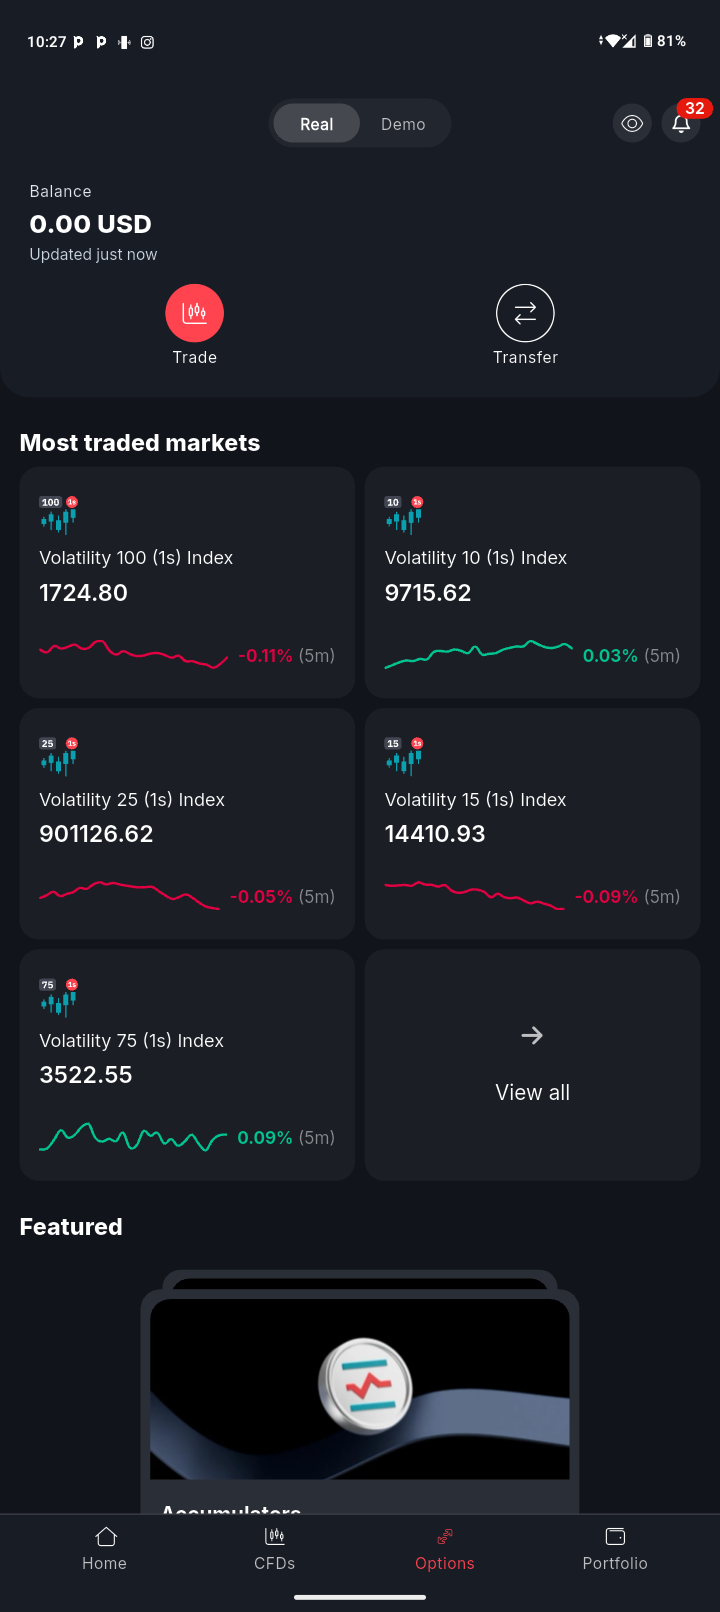 10:27
81%
Real Demo
32
Balance
0.00 USD
Updated just now
Trade Transfer
Most traded markets
100 1s
Volatility 100 (1s) Index
1724.80
-0.11% (5m)
10 1s
Volatility 10 (1s) Index
9715.62
0.03% (5m)
25 1s
Volatility 25 (1s) Index
901126.62
-0.05% (5m)
15 1s
Volatility 15 (1s) Index
14410.93
-0.09% (5m)
75 1s
Volatility 75 (1s) Index
3522.55
0.09% (5m)
View all
Featured
Accumulators
Home CFDs Options Portfolio